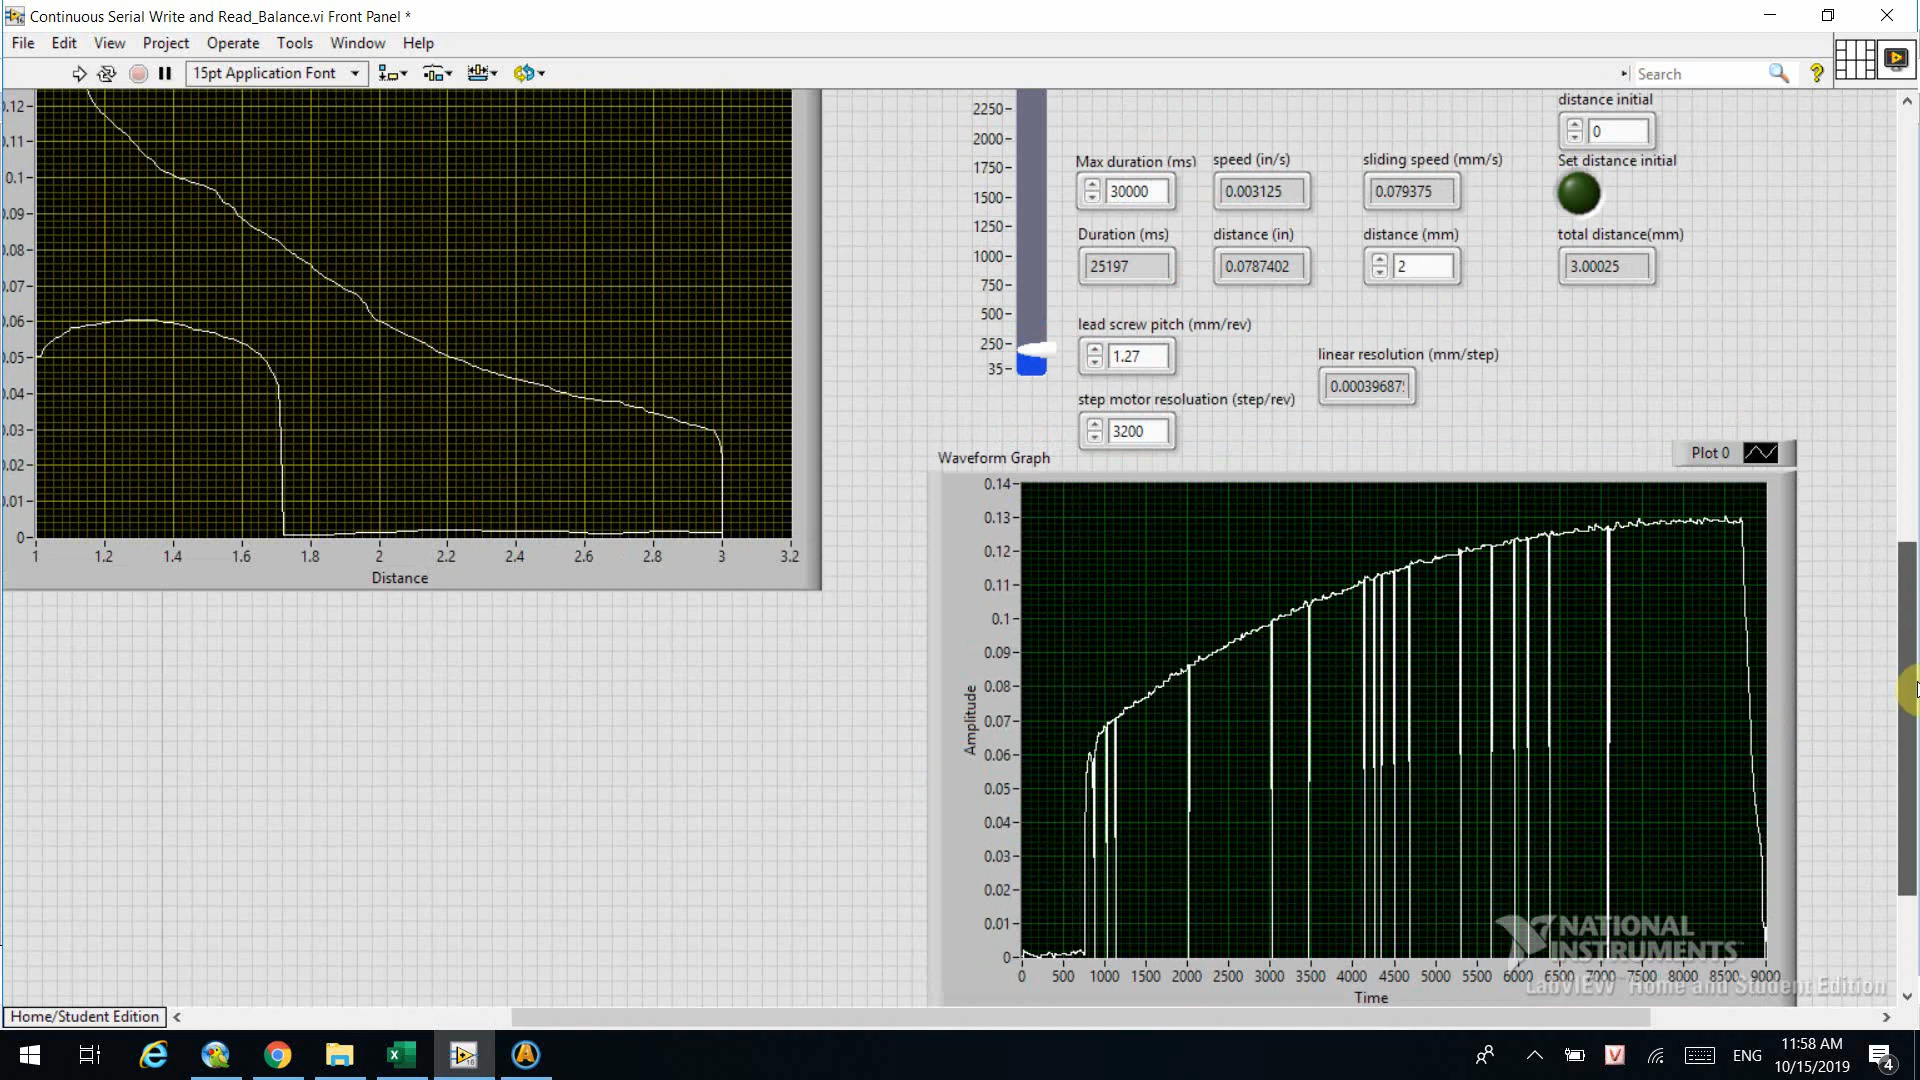 Continuous Serial Write and Read_Balance.vi Front Panel *
File Edit View Project Operate Tools Window Help
15pt Application Font
Search
0.12
0.11
0.1
0.09
0.08
0.07
0.06
0.05
0.04
0.03
0.02
0.01
0
1 1.2 1.4 1.6 1.8 2 2.2 2.4 2.6 2.8 3 3.2
Distance
2250
2000
1750
1500
1250
1000
750
500
250
35
distance initial
0
Max duration (ms) speed (in/s) sliding speed (mm/s) Set distance initial
30000 0.003125 0.079375
Duration (ms) distance (in) distance (mm) total distance(mm)
25197 0.0787402 2 3.00025
lead screw pitch (mm/rev)
1.27
linear resolution (mm/step)
0.00039687
step motor resoluation (step/rev)
3200
Waveform Graph
Plot 0
0.14
0.13
0.12
0.11
0.1
0.09
0.08
0.07
0.06
0.05
0.04
0.03
0.02
0.01
0
Amplitude
0 500 1000 1500 2000 2500 3000 3500 4000 4500 5000 5500 6000 6500 7000 7500 8000 8500 9000
Time
NATIONAL
INSTRUMENTS
LabVIEW Home and Student Edition
Home/Student Edition
ENG
11:58 AM
10/15/2019
4